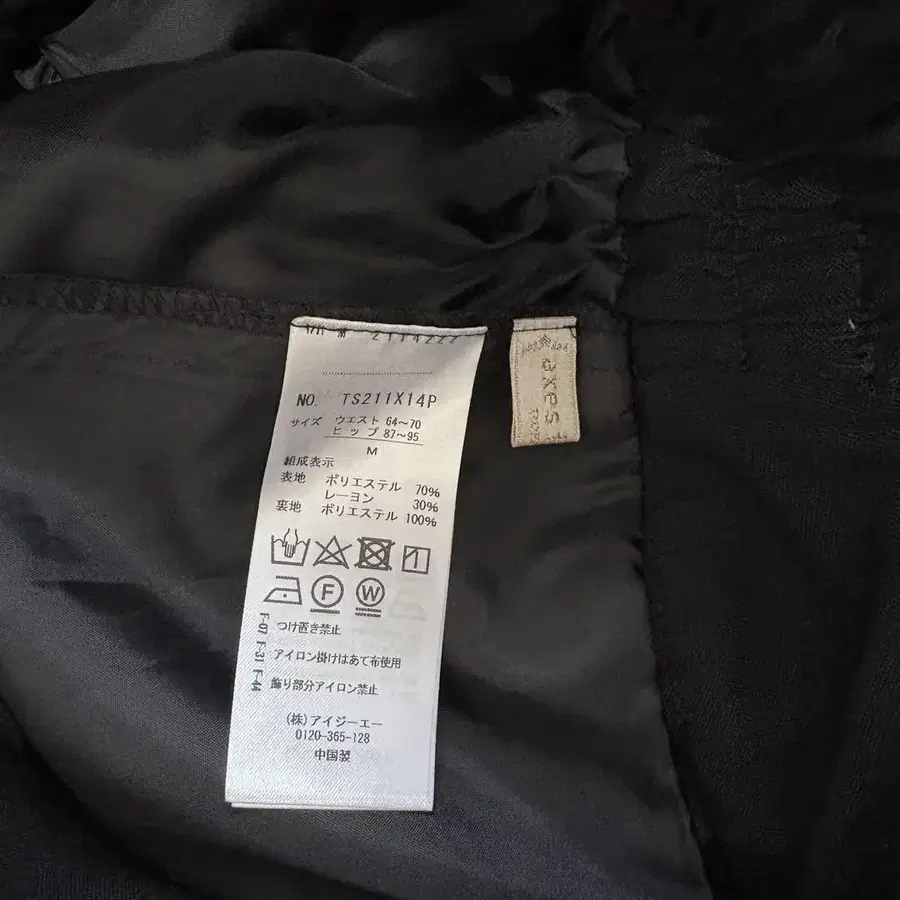 NO. TS211X14P
サイズ ウエスト 64～70
ヒップ 87～95
M
組成表示
表地 ポリエステル 70%
レーヨン 30%
裏地 ポリエステル 100%
F
W
F-07 F-31 F-44
つけ置き禁止
アイロン掛けはあて布使用
飾り部分アイロン禁止
(株)アイジーエー
0120-365-128
中国製
axes